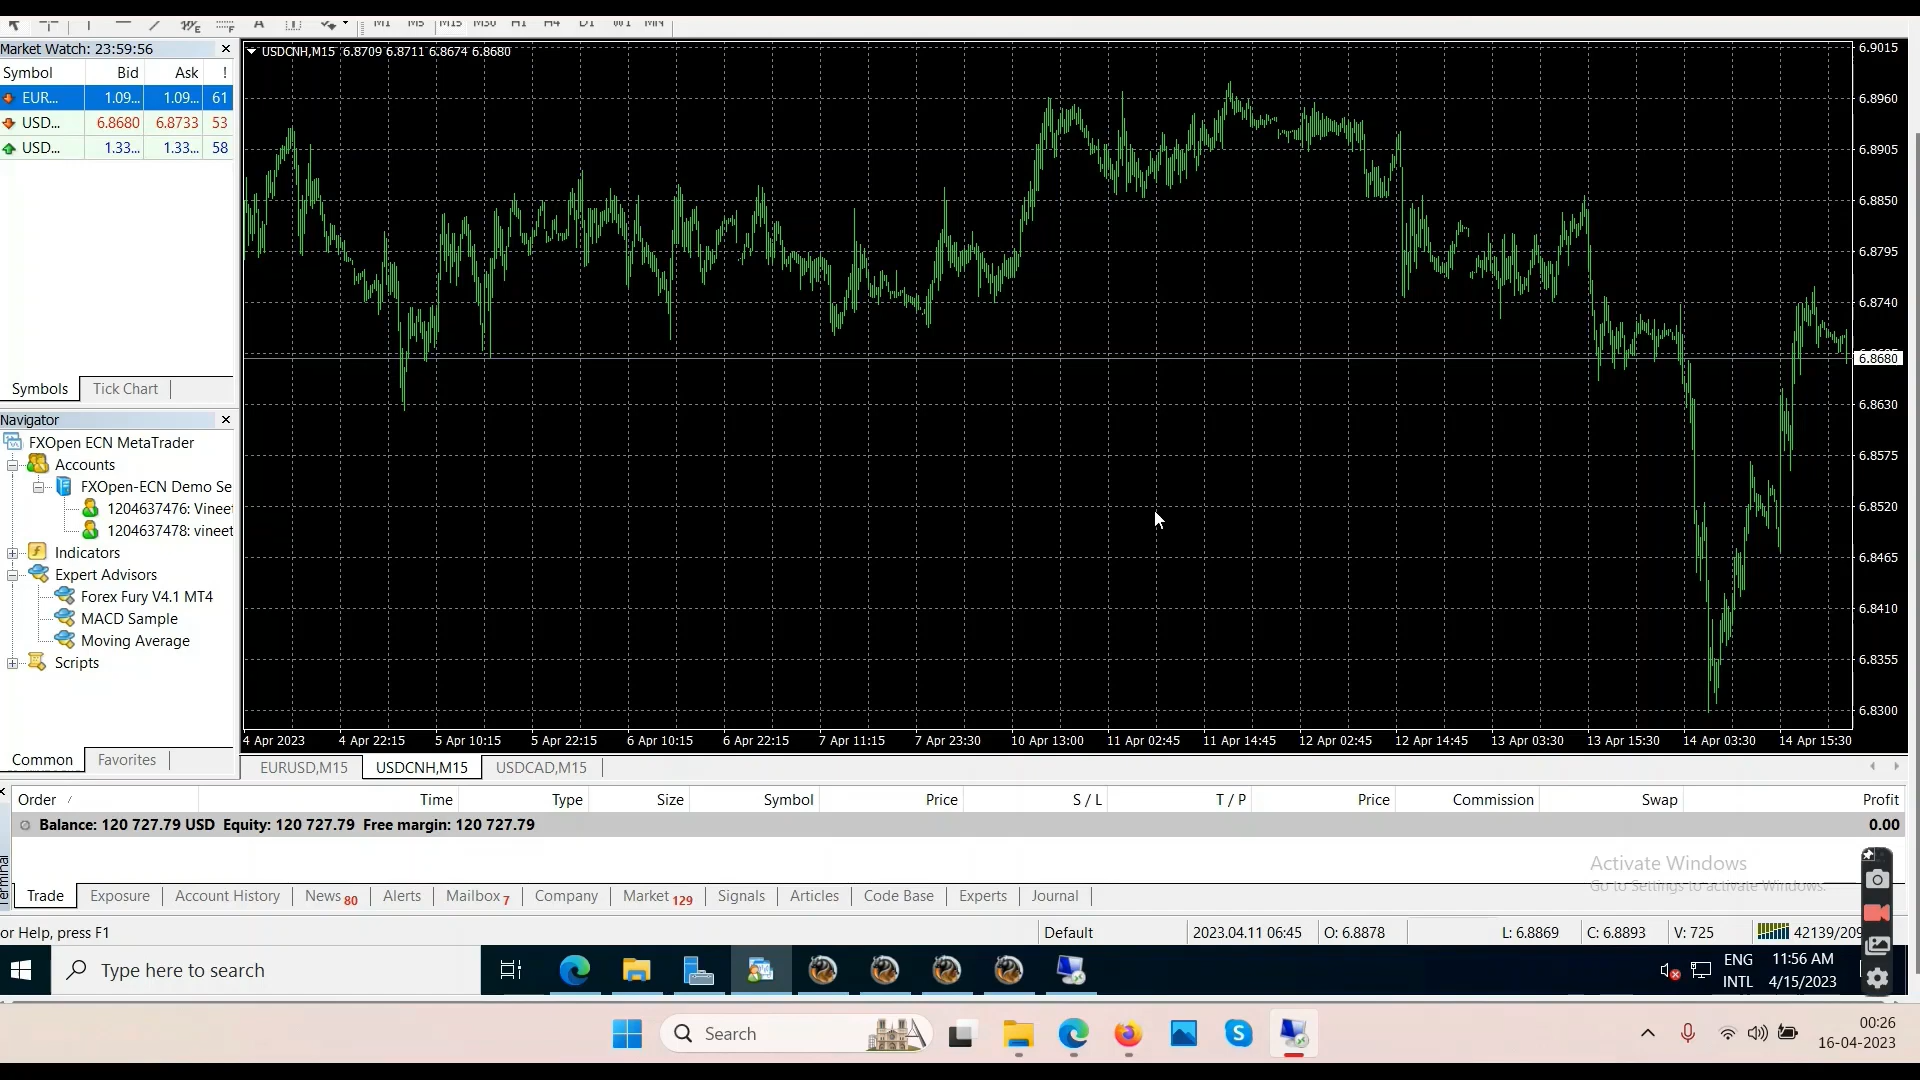 A T M1 M5 M15 M30 H1 H4 D1 W1 MN
Market Watch: 23:59:56
Symbol Bid Ask !
EUR... 1.09... 1.09... 61
USD... 6.8680 6.8733 53
USD... 1.33... 1.33... 58
Symbols Tick Chart
Navigator
FXOpen ECN MetaTrader
Accounts
FXOpen-ECN Demo Se
1204637476: Vineet
1204637478: vineet
Indicators
Expert Advisors
Forex Fury V4.1 MT4
MACD Sample
Moving Average
Scripts
Common Favorites
USDCNH,M15 6.8709 6.8711 6.8674 6.8680
6.9015
6.8960
6.8905
6.8850
6.8795
6.8740
6.8680
6.8630
6.8575
6.8520
6.8465
6.8410
6.8355
6.8300
4 Apr 2023 4 Apr 22:15 5 Apr 10:15 5 Apr 22:15 6 Apr 10:15 6 Apr 22:15 7 Apr 11:15 7 Apr 23:30 10 Apr 13:00 11 Apr 02:45 11 Apr 14:45 12 Apr 02:45 12 Apr 14:45 13 Apr 03:30 13 Apr 15:30 14 Apr 03:30 14 Apr 15:30
EURUSD,M15 USDCNH,M15 USDCAD,M15
Order / Time Type Size Symbol Price S / L T / P Price Commission Swap Profit
Balance: 120 727.79 USD Equity: 120 727.79 Free margin: 120 727.79 0.00
Terminal
Activate Windows
Go to Settings to activate Windows.
Trade Exposure Account History News 80 Alerts Mailbox 7 Company Market 129 Signals Articles Code Base Experts Journal
or Help, press F1 Default 2023.04.11 06:45 O: 6.8878 L: 6.8869 C: 6.8893 V: 725 42139/209
Type here to search ENG 11:56 AM
INTL 4/15/2023
Search 00:26
16-04-2023